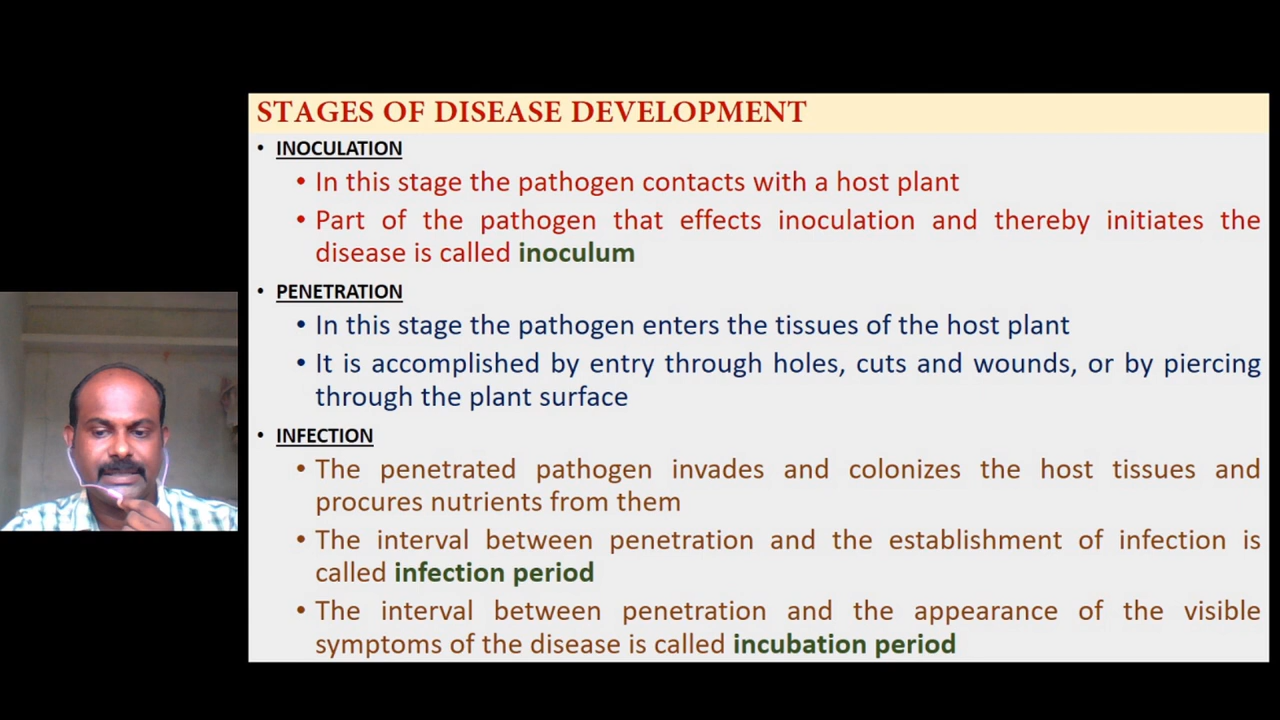 STAGES OF DISEASE DEVELOPMENT
• INOCULATION
• In this stage the pathogen contacts with a host plant
• Part of the pathogen that effects inoculation and thereby initiates the
disease is called inoculum
• PENETRATION
• In this stage the pathogen enters the tissues of the host plant
• It is accomplished by entry through holes, cuts and wounds, or by piercing
through the plant surface
• INFECTION
• The penetrated pathogen invades and colonizes the host tissues and
procures nutrients from them
• The interval between penetration and the establishment of infection is
called infection period
• The interval between penetration and the appearance of the visible
symptoms of the disease is called incubation period